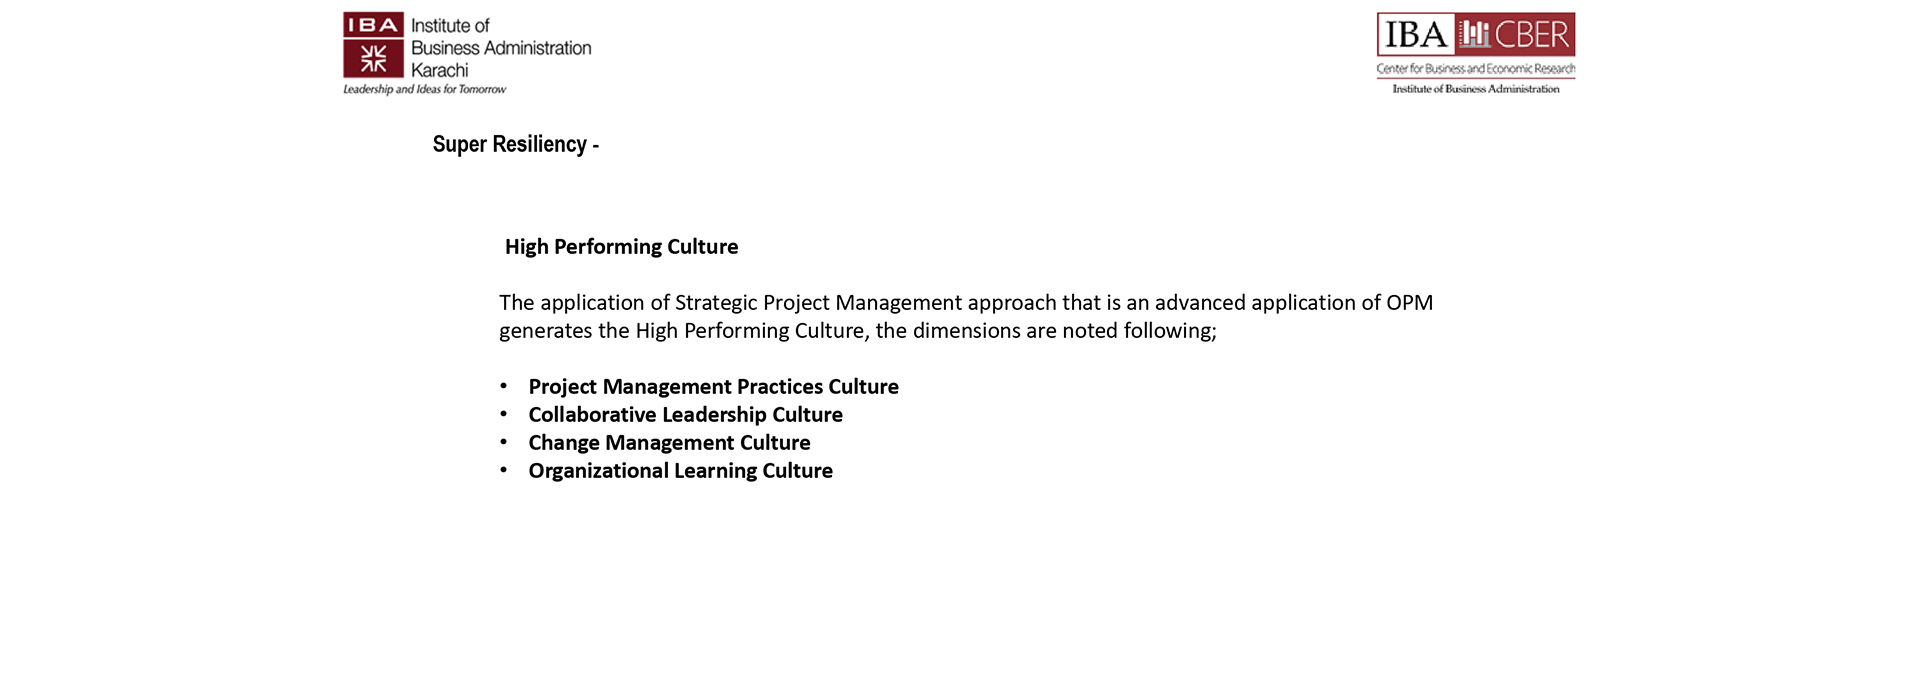 IBA Institute of
Business Administration
Karachi
Leadership and Ideas for Tomorrow
IBA CBER
Center for Business and Economic Research
Institute of Business Administration
Super Resiliency -
High Performing Culture
The application of Strategic Project Management approach that is an advanced application of OPM
generates the High Performing Culture, the dimensions are noted following;
• Project Management Practices Culture
• Collaborative Leadership Culture
• Change Management Culture
• Organizational Learning Culture